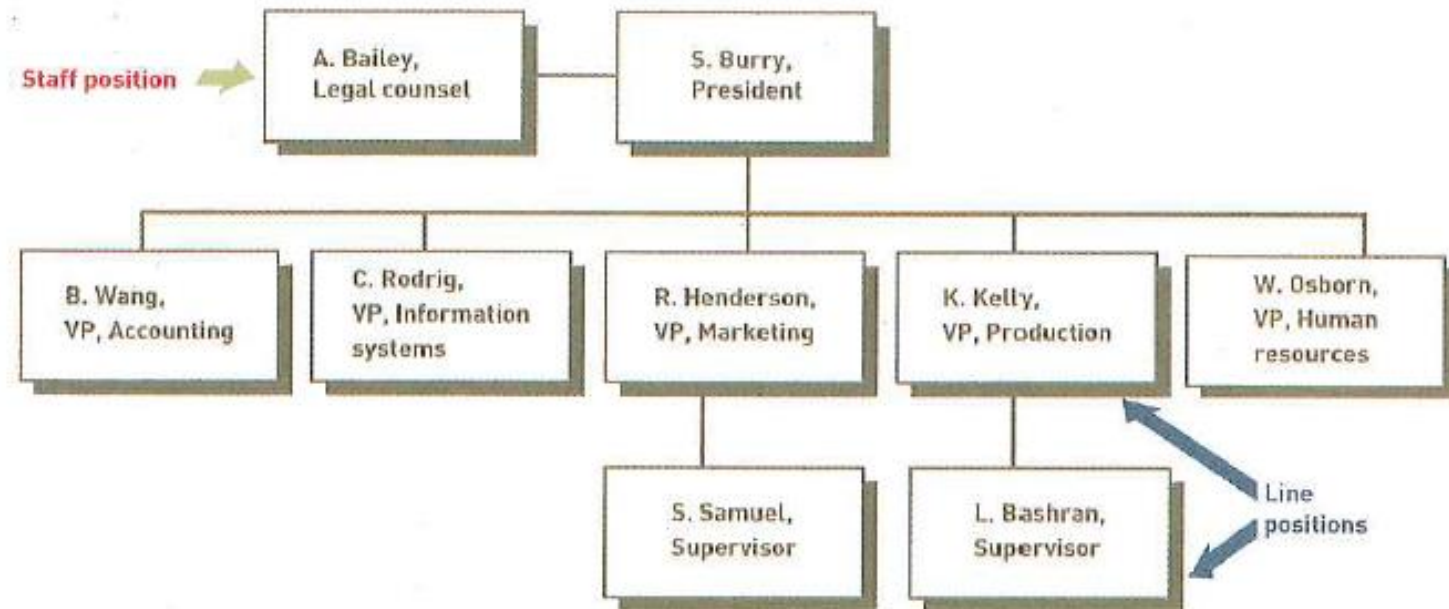 Staff position
A. Bailey,
Legal counsel
S. Burry,
President
B. Wang,
VP, Accounting
C. Rodrig,
VP, Information
systems
R. Henderson,
VP, Marketing
K. Kelly,
VP, Production
W. Osborn,
VP, Human
resources
S. Samuel,
Supervisor
L. Bashran,
Supervisor
Line
positions